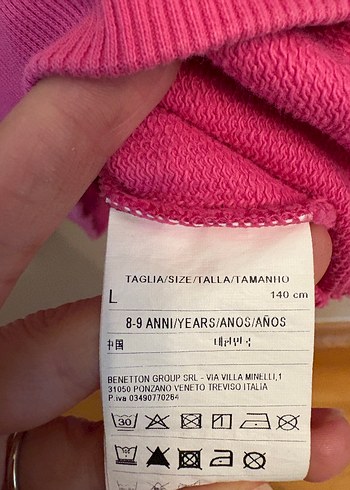 TAGLIA/SIZE/TALLA/TAMANHO
L 140 cm
8-9 ANNI/YEARS/ANOS/AÑOS
中国
BENETTON GROUP SRL - VIA VILLA MINELLI,1
31050 PONZANO VENETO TREVISO ITALIA
P.iva 03490770264
30